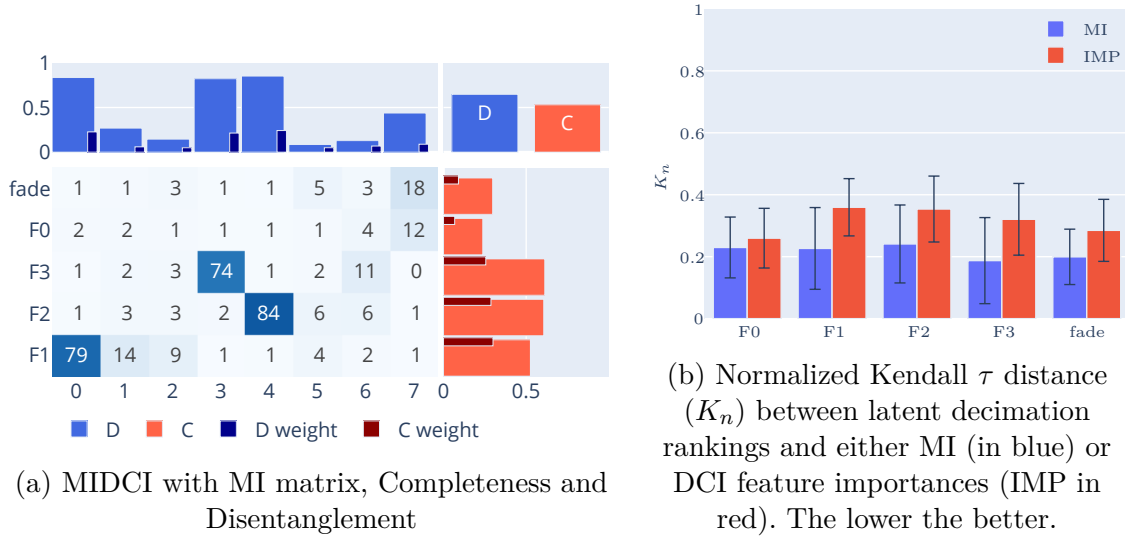 1
0.5
0
D
C
fade
1 1 3 1 1 5 3 18
F0
2 2 1 1 1 1 4 12
F3
1 2 3 74 1 2 11 0
F2
1 3 3 2 84 6 6 1
F1
79 14 9 1 1 4 2 1
0 1 2 3 4 5 6 7
0 0.5
D C D weight C weight
(a) MIDCI with MI matrix, Completeness and
Disentanglement
1
0.8
0.6
0.4
0.2
0
K_n
MI
IMP
F0 F1 F2 F3 fade
(b) Normalized Kendall τ distance
(K_n) between latent decimation
rankings and either MI (in blue) or
DCI feature importances (IMP in
red). The lower the better.